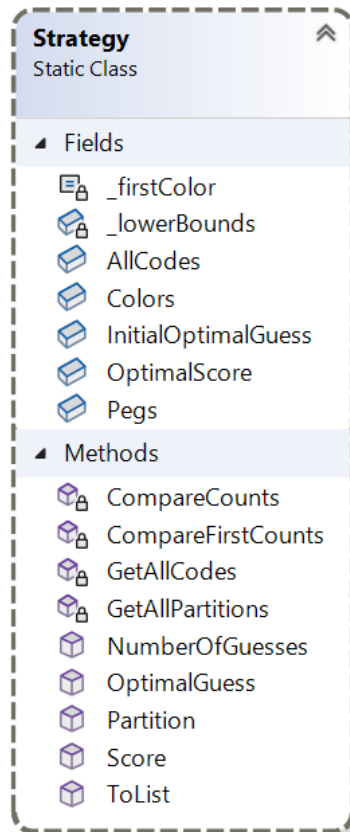 Strategy
Static Class
Fields
_firstColor
_lowerBounds
AllCodes
Colors
InitialOptimalGuess
OptimalScore
Pegs
Methods
CompareCounts
CompareFirstCounts
GetAllCodes
GetAllPartitions
NumberOfGuesses
OptimalGuess
Partition
Score
ToList